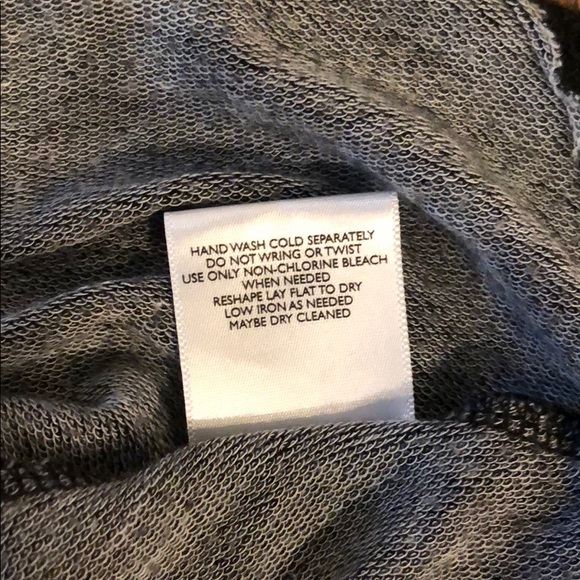 HAND WASH COLD SEPARATELY
DO NOT WRING OR TWIST
USE ONLY NON-CHLORINE BLEACH
WHEN NEEDED
RESHAPE LAY FLAT TO DRY
LOW IRON AS NEEDED
MAYBE DRY CLEANED